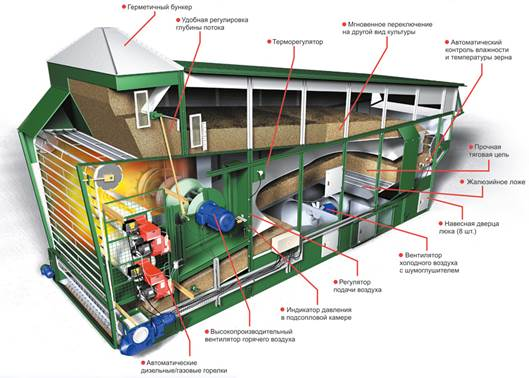 Герметичный бункер
Удобная регулировка
глубины потока
Терморегулятор
Мгновенное переключение
на другой вид культуры
Автоматический
контроль влажности
и температуры зерна
Прочная
тяговая цепь
Жалюзийное ложе
Навесная дверца
люка (8 шт.)
Вентилятор
холодного воздуха
с шумоглушителем
Регулятор
подачи воздуха
Индикатор давления
в подсопловой камере
Высокопроизводительный
вентилятор горячего воздуха
Автоматические
дизельные/газовые горелки